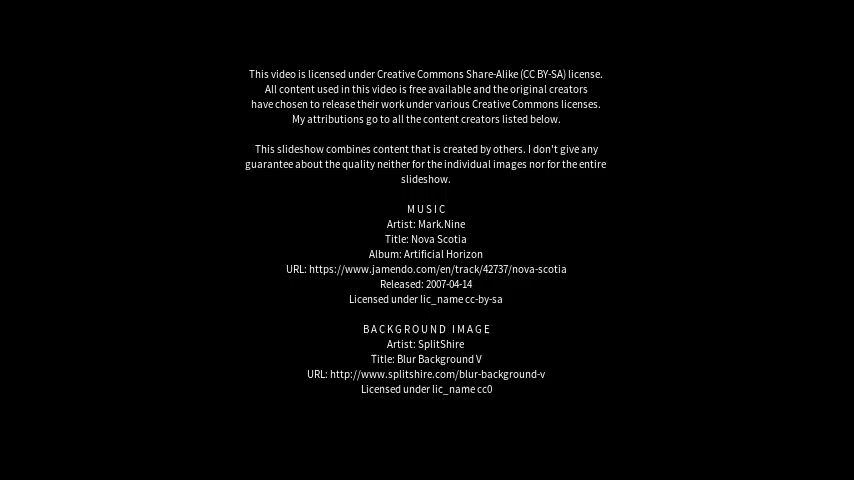 This video is licensed under Creative Commons Share-Alike (CC BY-SA) license.
All content used in this video is free available and the original creators
have chosen to release their work under various Creative Commons licenses.
My attributions go to all the content creators listed below.
This slideshow combines content that is created by others. I don't give any
guarantee about the quality neither for the individual images nor for the entire
slideshow.
MUSIC
Artist: Mark.Nine
Title: Nova Scotia
Album: Artificial Horizon
URL: https://www.jamendo.com/en/track/42737/nova-scotia
Released: 2007-04-14
Licensed under lic_name cc-by-sa
BACKGROUND IMAGE
Artist: SplitShire
Title: Blur Background V
URL: http://www.splitshire.com/blur-background-v
Licensed under lic_name cc0